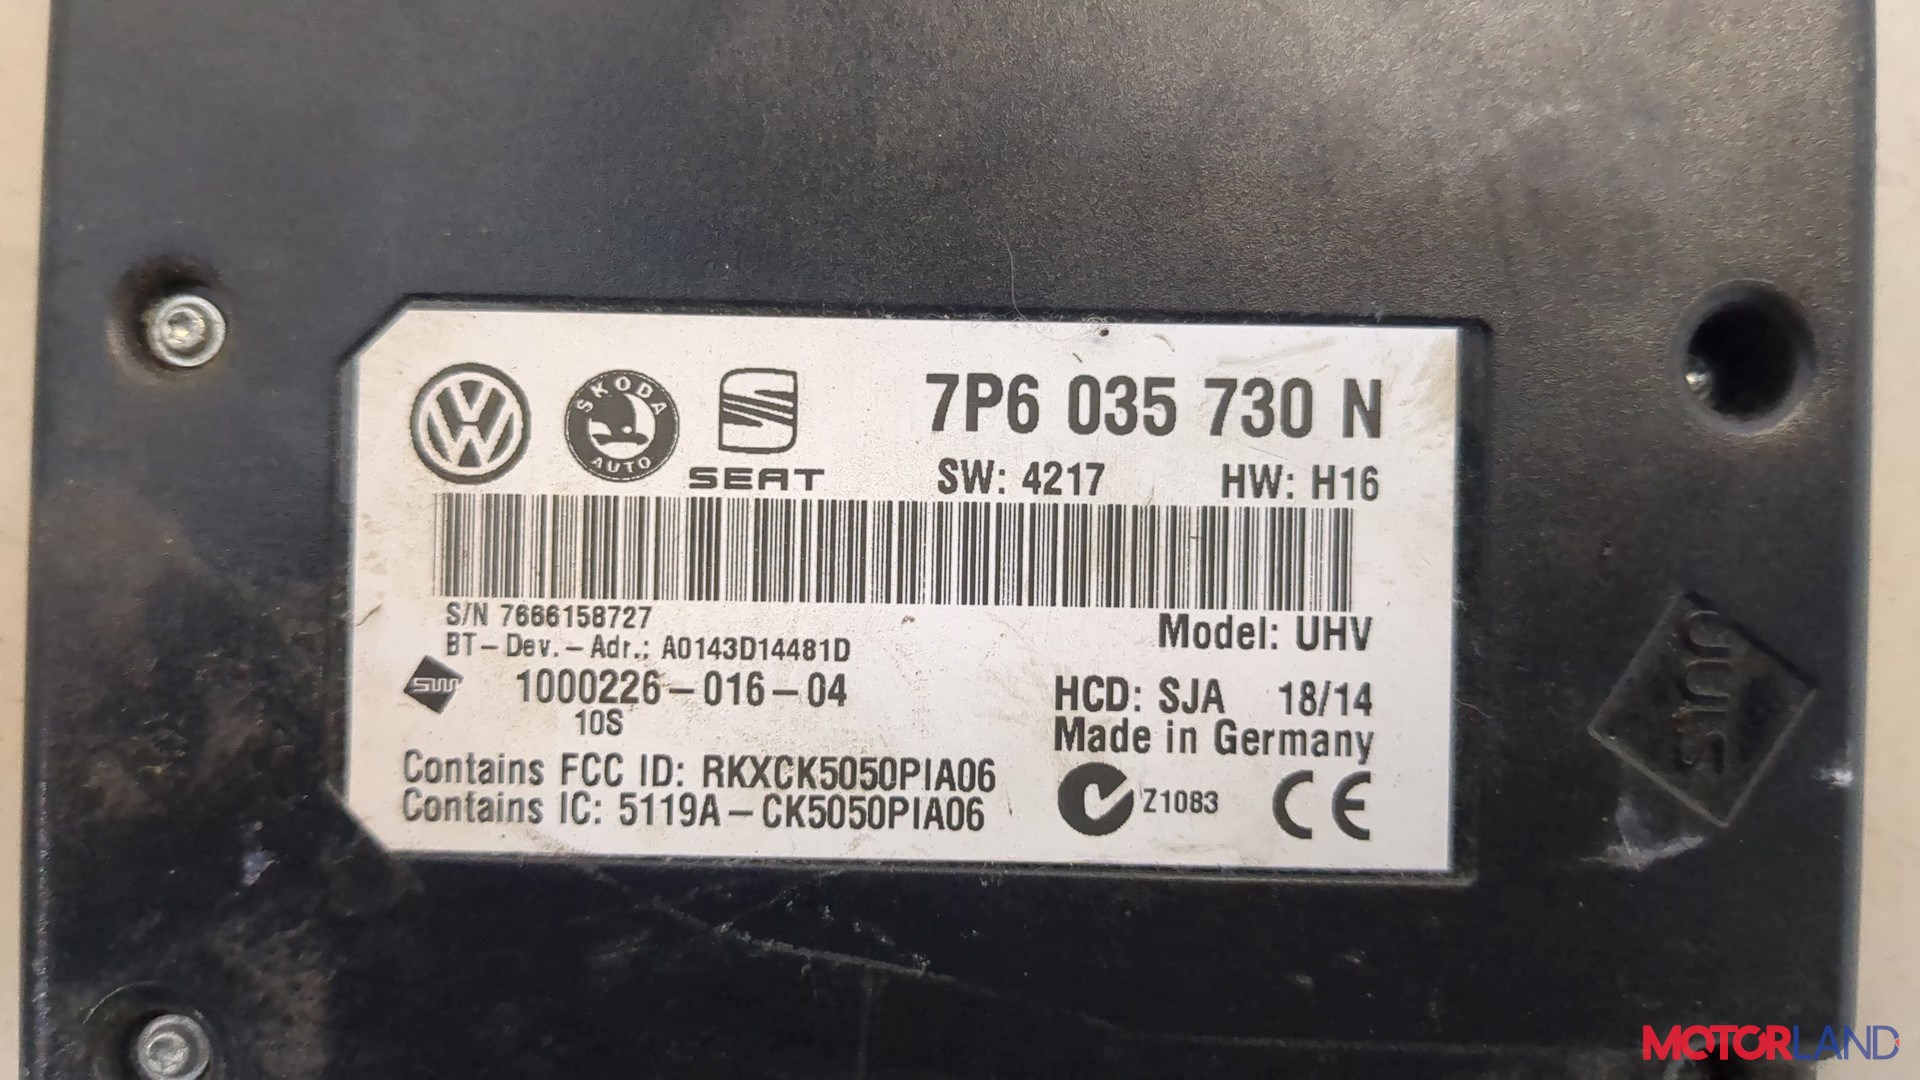 SKODA
AUTO
SEAT
7P6 035 730 N
SW: 4217 HW: H16
S/N 7666158727
BT-Dev.-Adr.: A0143D14481D
Model: UHV
SW
1000226-016-04
10S
HCD: SJA 18/14
Made in Germany
Contains FCC ID: RKXCK5050PIA06
Contains IC: 5119A-CK5050PIA06
Z1083
CE
SW
MOTORLAND